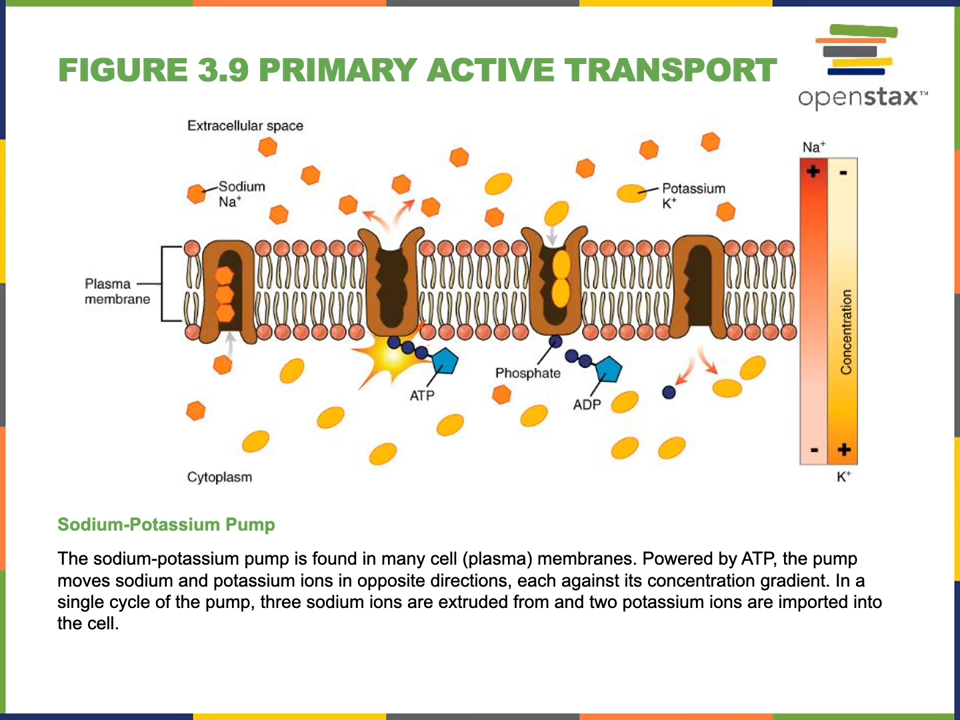 FIGURE 3.9 PRIMARY ACTIVE TRANSPORT
openstax™
Extracellular space
Sodium
Na⁺
Potassium
K⁺
Na⁺
+ -
Plasma
membrane
Concentration
Phosphate
ATP
ADP
- +
Cytoplasm
K⁺
Sodium-Potassium Pump
The sodium-potassium pump is found in many cell (plasma) membranes. Powered by ATP, the pump
moves sodium and potassium ions in opposite directions, each against its concentration gradient. In a
single cycle of the pump, three sodium ions are extruded from and two potassium ions are imported into
the cell.